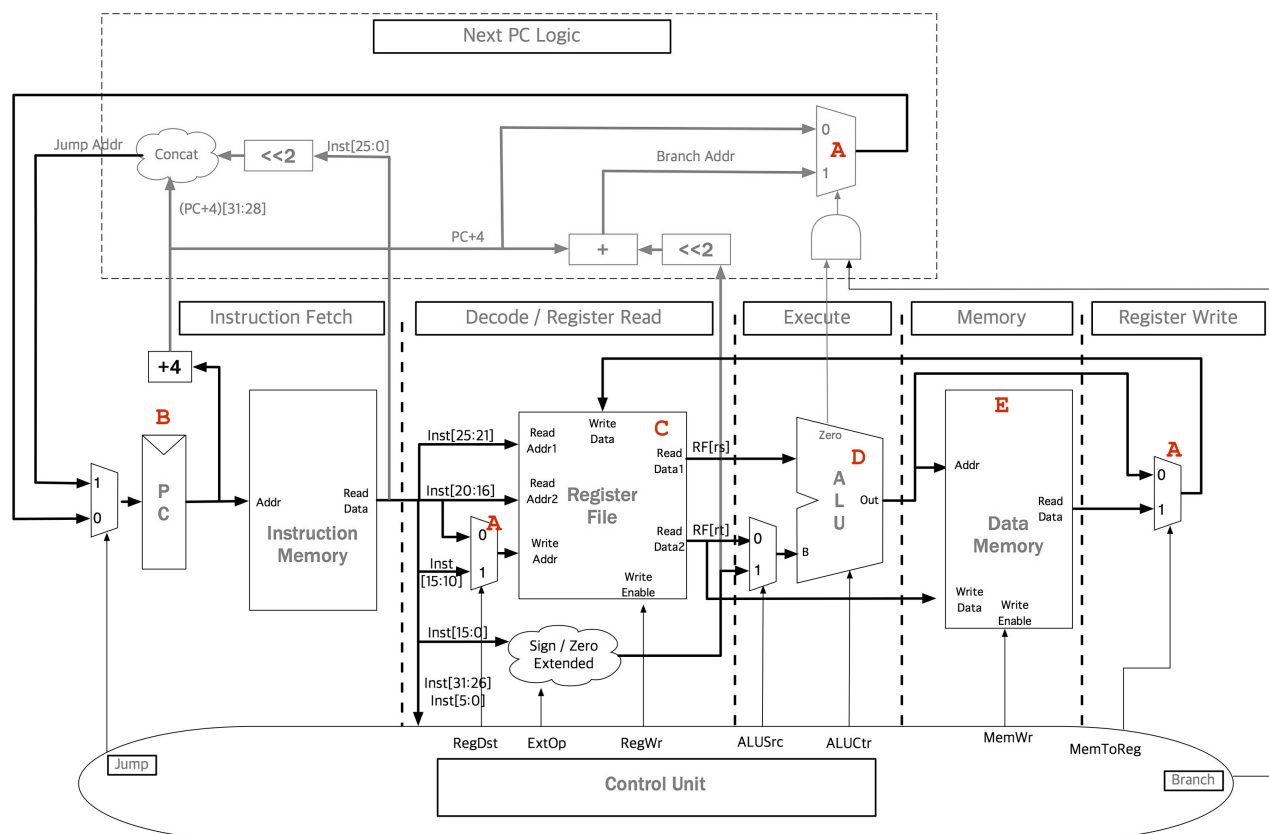 Next PC Logic
Jump Addr
Concat
<<2
Inst[25:0]
0
A
1
Branch Addr
(PC+4)[31:28]
PC+4
+
<<2
Instruction Fetch
Decode / Register Read
Execute
Memory
Register Write
+4
B
P
C
1
0
Addr
Read
Data
Instruction
Memory
Inst[25:21]
Inst[20:16]
Inst
[15:10]
Inst[15:0]
Inst[31:26]
Inst[5:0]
A
0
1
Write
Data
C
Read
Addr1
Read
Addr2
Write
Addr
Register
File
Read
Data1
Read
Data2
Write
Enable
Sign / Zero
Extended
RF[rs]
RF[rt]
0
1
Zero
D
A
L
U
Out
B
E
Addr
Read
Data
Data
Memory
Write
Data
Write
Enable
A
0
1
Jump
RegDst
ExtOp
RegWr
ALUSrc
ALUCtr
MemWr
MemToReg
Branch
Control Unit